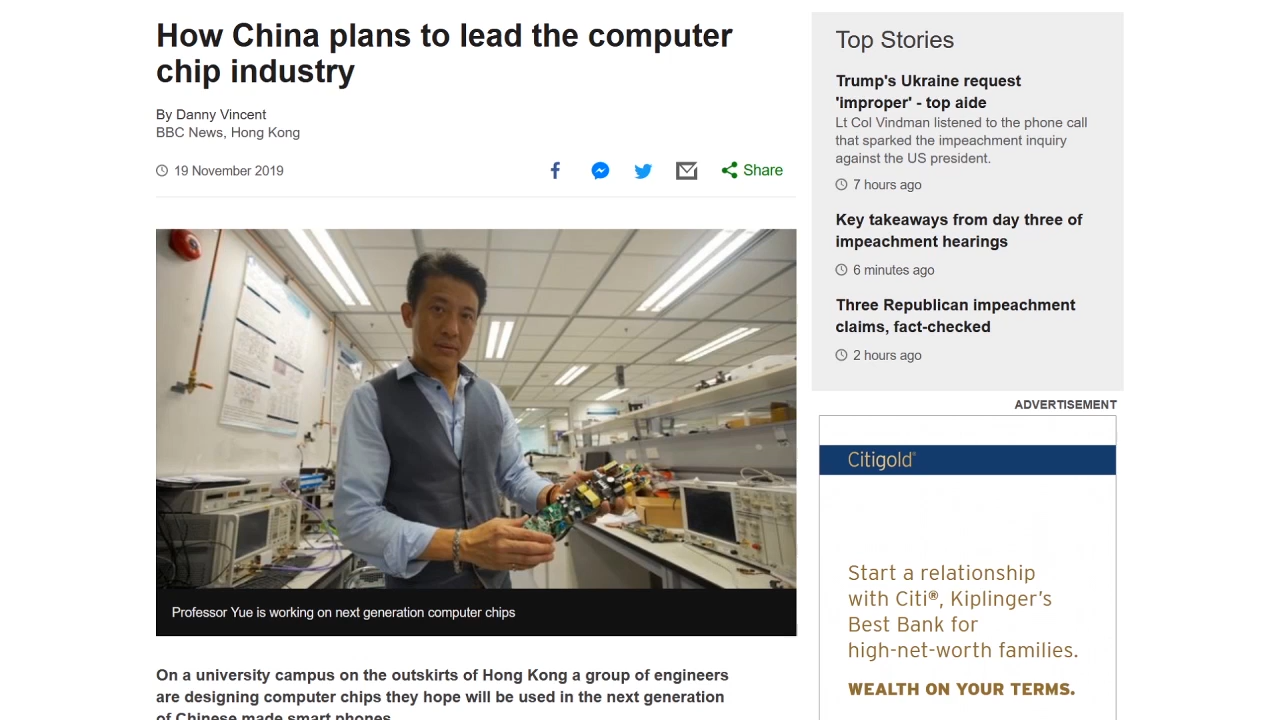 How China plans to lead the computer
chip industry
By Danny Vincent
BBC News, Hong Kong
19 November 2019
Share
Professor Yue is working on next generation computer chips
On a university campus on the outskirts of Hong Kong a group of engineers
are designing computer chips they hope will be used in the next generation
of Chinese made smart phones.
Top Stories
Trump's Ukraine request
'improper' - top aide
Lt Col Vindman listened to the phone call
that sparked the impeachment inquiry
against the US president.
7 hours ago
Key takeaways from day three of
impeachment hearings
6 minutes ago
Three Republican impeachment
claims, fact-checked
2 hours ago
ADVERTISEMENT
Citigold®
Start a relationship
with Citi®, Kiplinger's
Best Bank for
high-net-worth families.
WEALTH ON YOUR TERMS.